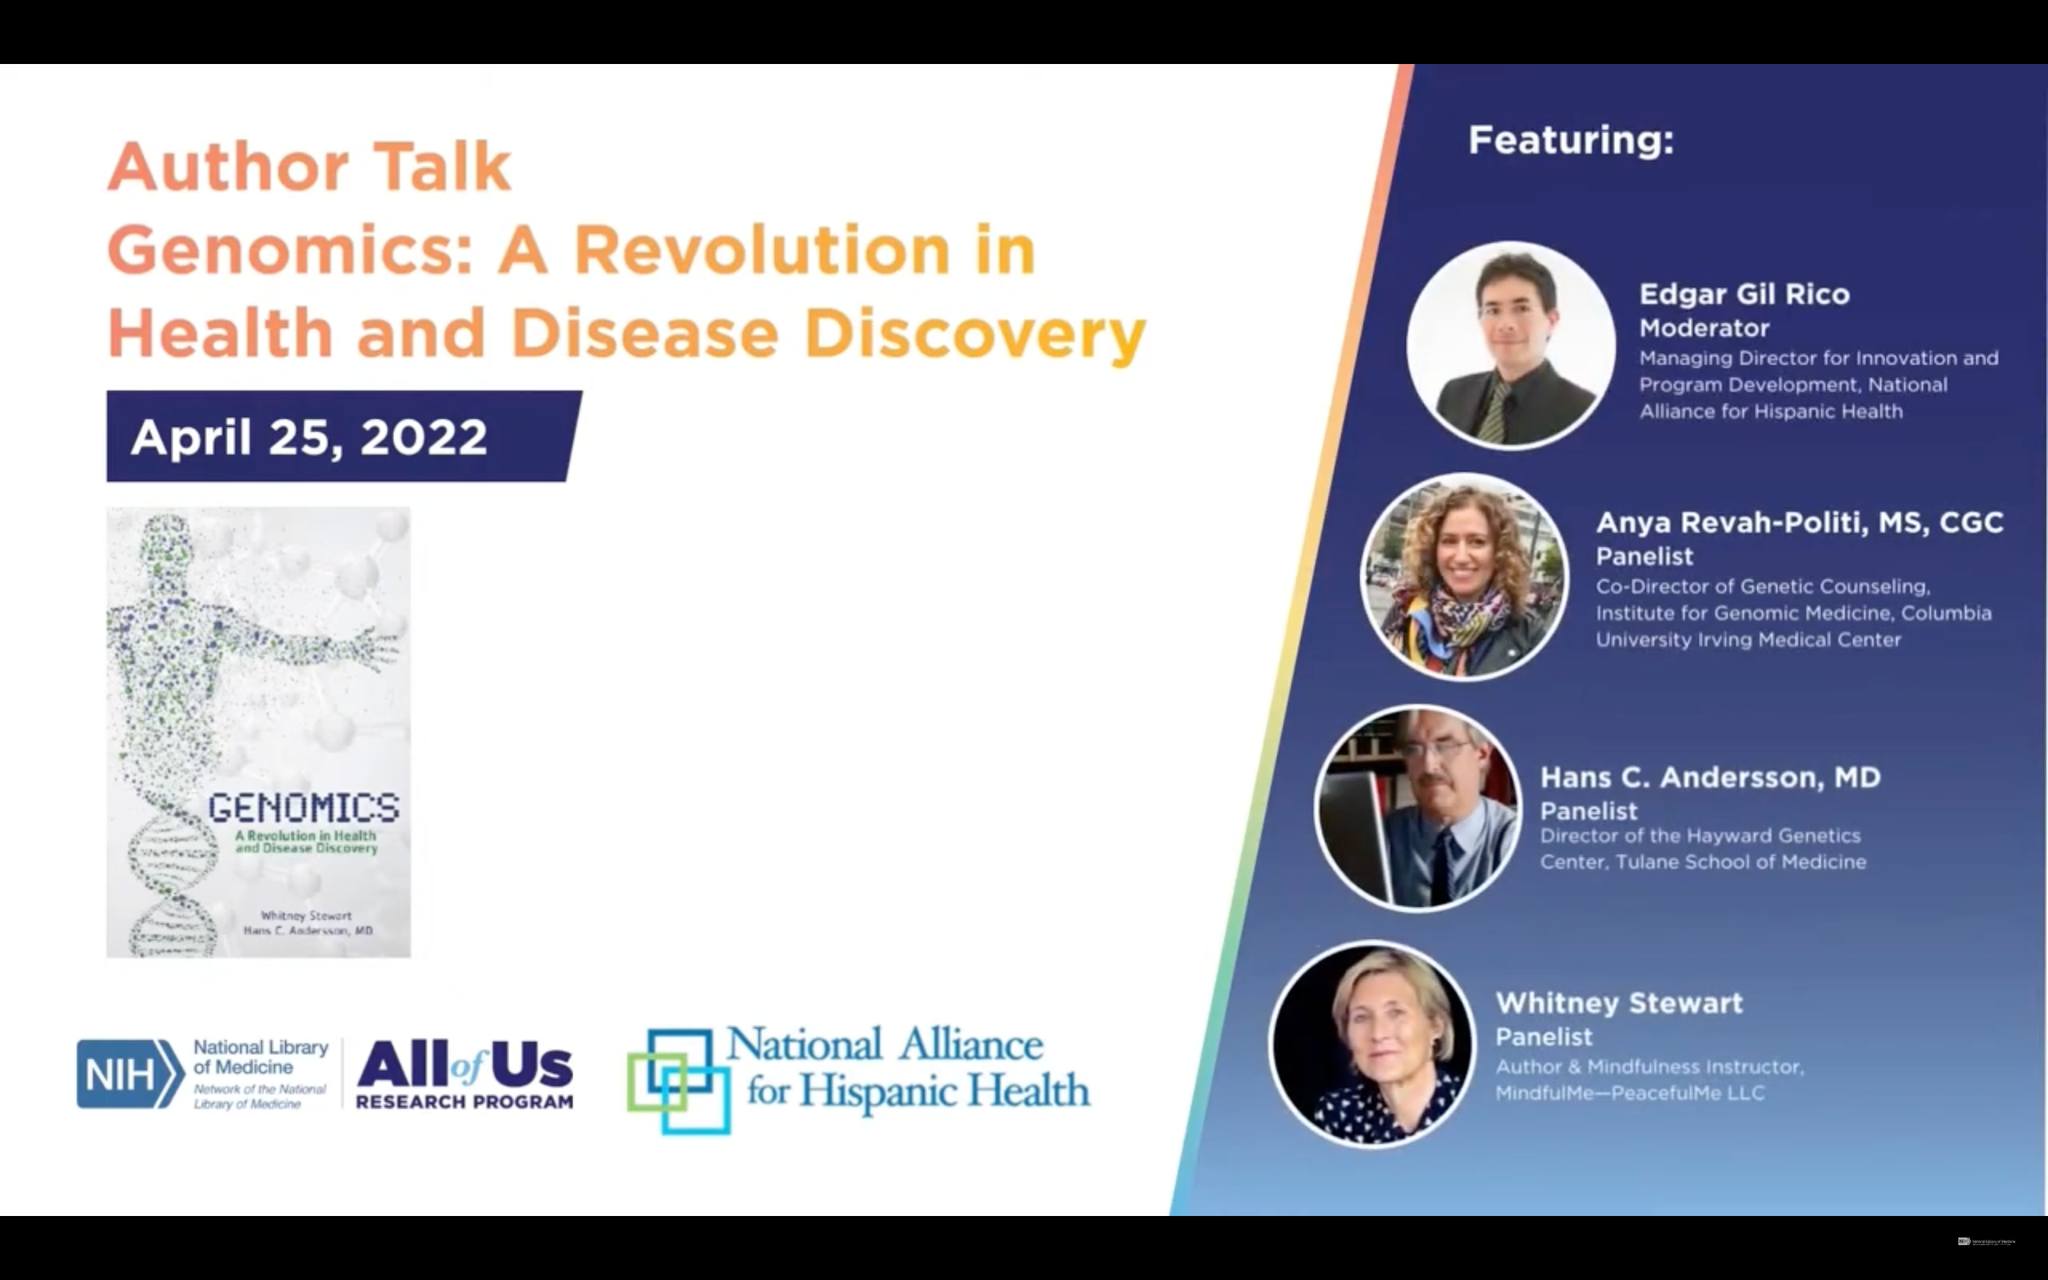 Author Talk
Genomics: A Revolution in
Health and Disease Discovery
April 25, 2022
GENOMICS
A Revolution in Health
and Disease Discovery
Whitney Stewart
Hans C. Andersson, MD
NIH
National Library
of Medicine
Network of the National
Library of Medicine
All of Us
RESEARCH PROGRAM
National Alliance
for Hispanic Health
Featuring:
Edgar Gil Rico
Moderator
Managing Director for Innovation and
Program Development, National
Alliance for Hispanic Health
Anya Revah-Politi, MS, CGC
Panelist
Co-Director of Genetic Counseling,
Institute for Genomic Medicine, Columbia
University Irving Medical Center
Hans C. Andersson, MD
Panelist
Director of the Hayward Genetics
Center, Tulane School of Medicine
Whitney Stewart
Panelist
Author & Mindfulness Instructor,
MindfulMe—PeacefulMe LLC
NIH